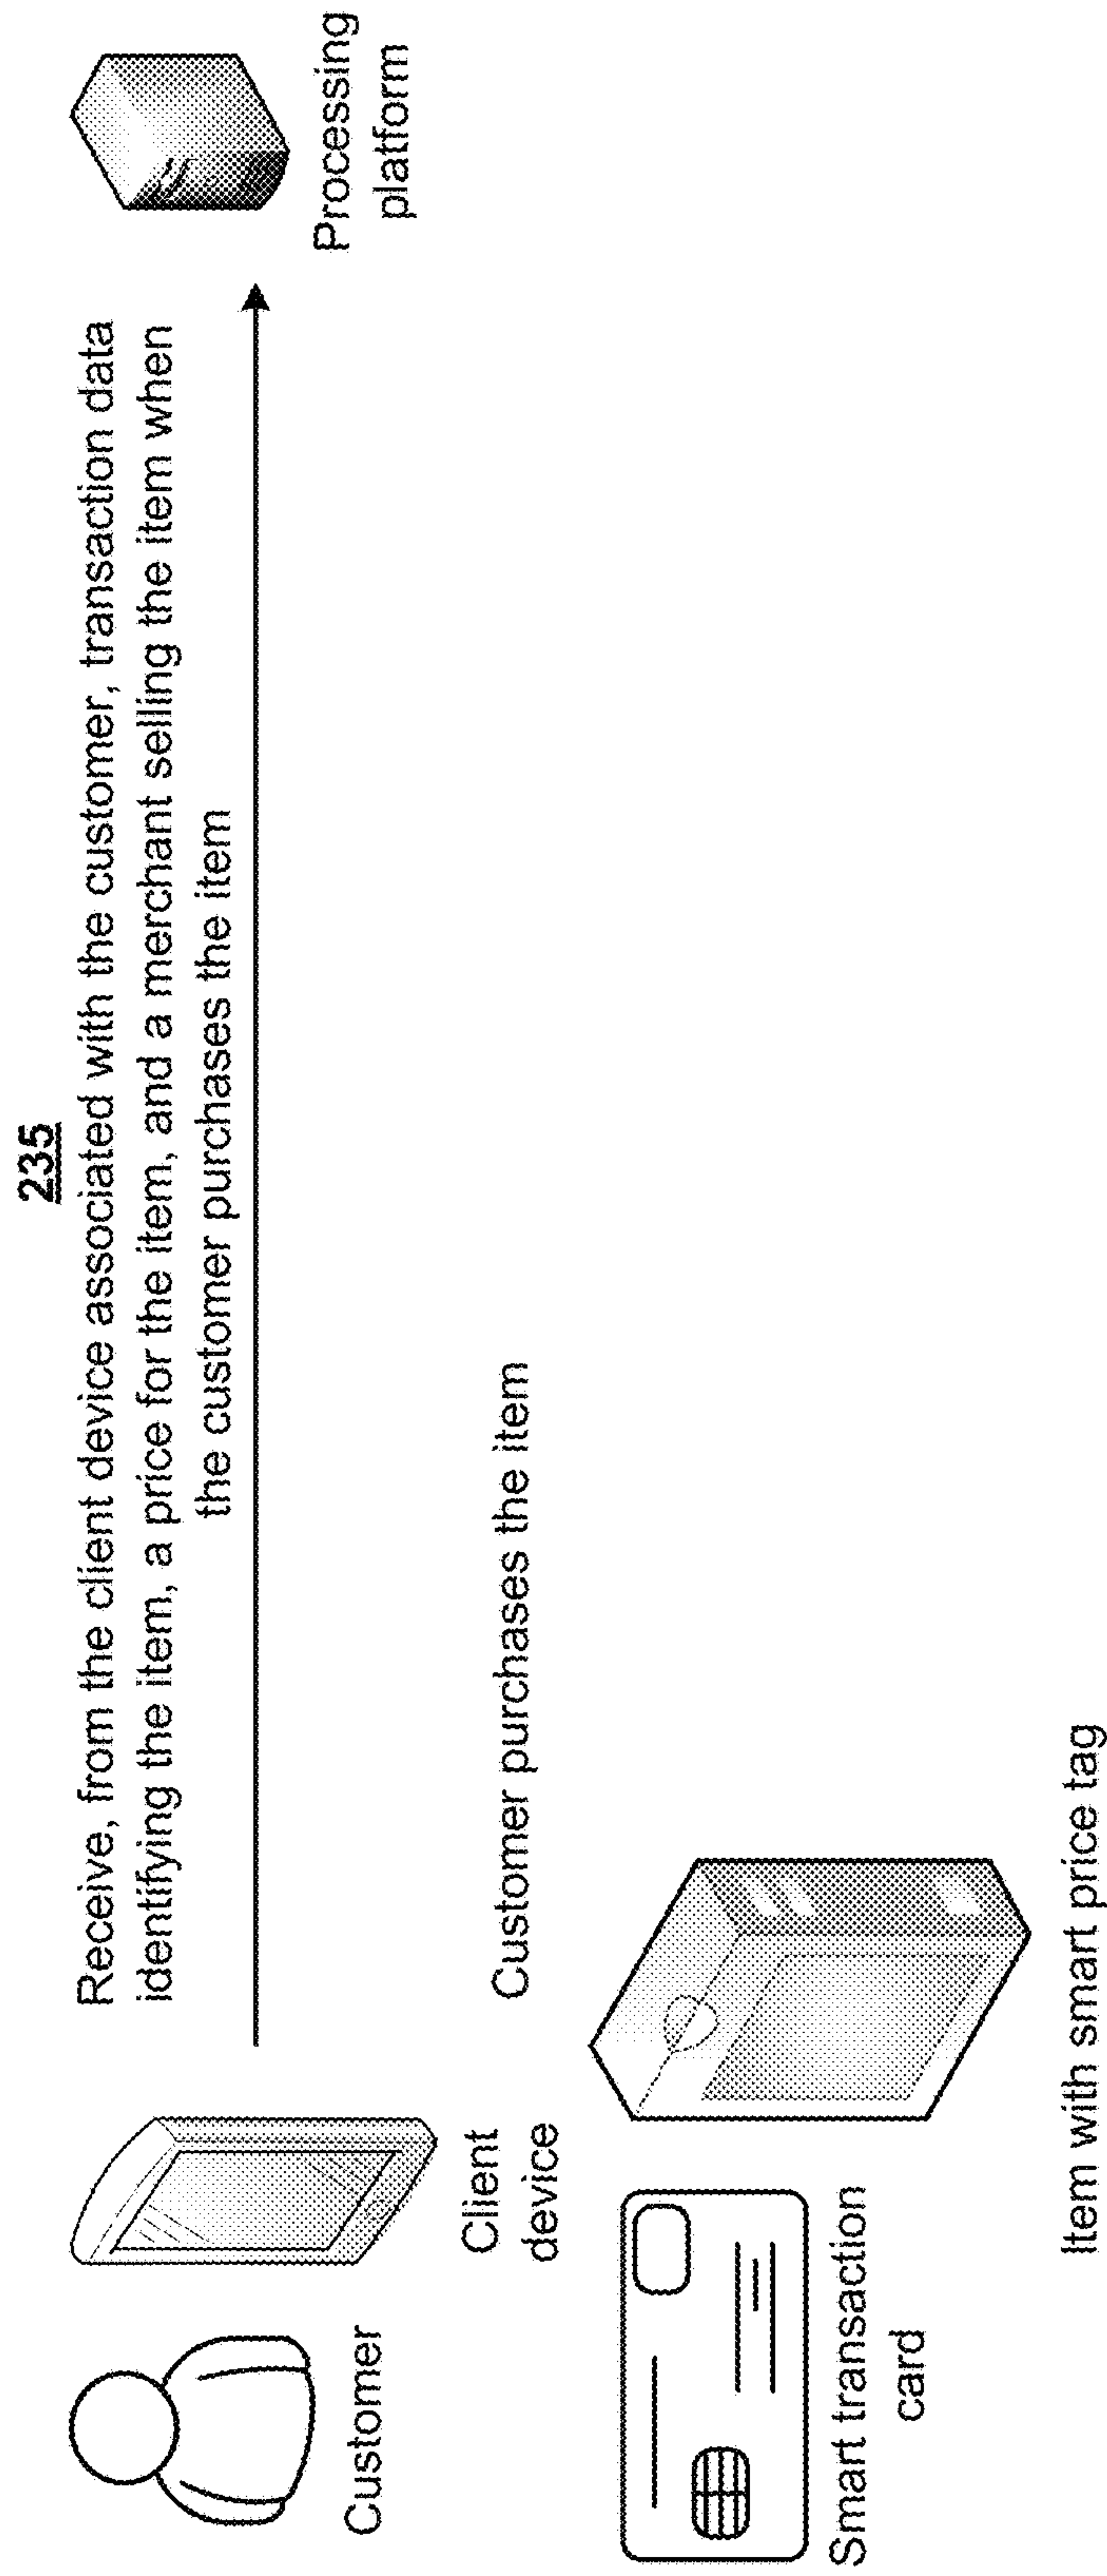 235
Receive, from the client device associated with the customer, transaction data
identifying the item, a price for the item, and a merchant selling the item when
the customer purchases the item
Processing
platform
Customer
Client
device
Customer purchases the item
Smart transaction
card
Item with smart price tag